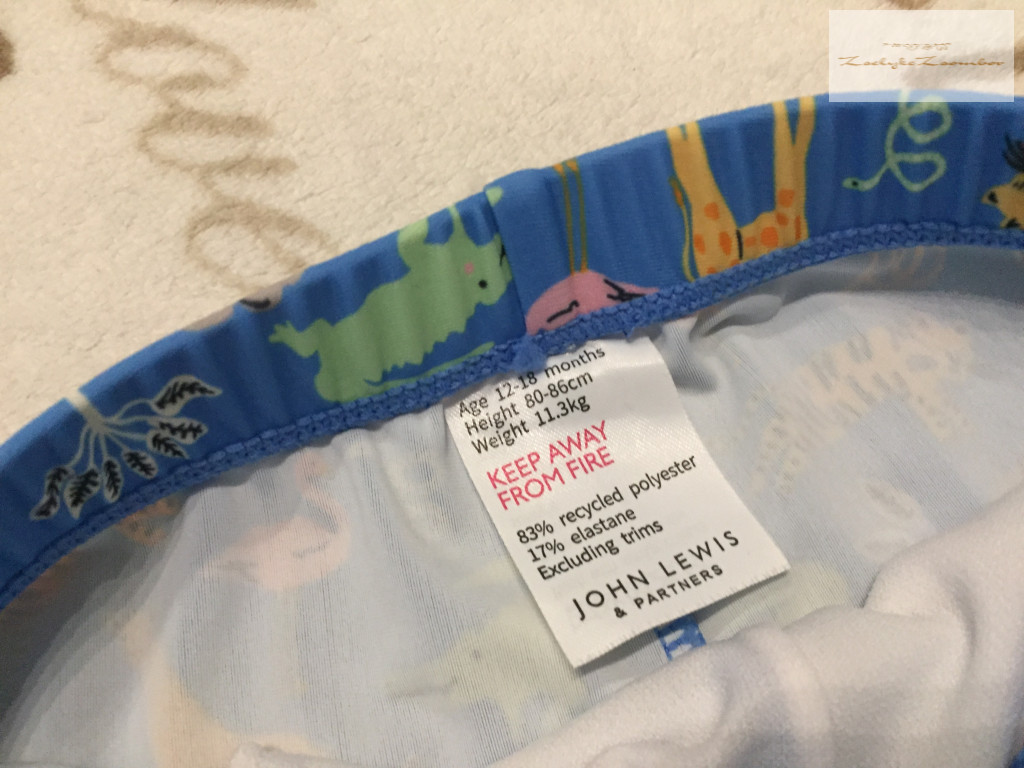 Age 12-18 months
Height 80-86cm
Weight 11.3kg
KEEP AWAY
FROM FIRE
83% recycled polyester
17% elastane
Excluding trims
JOHN LEWIS
& PARTNERS